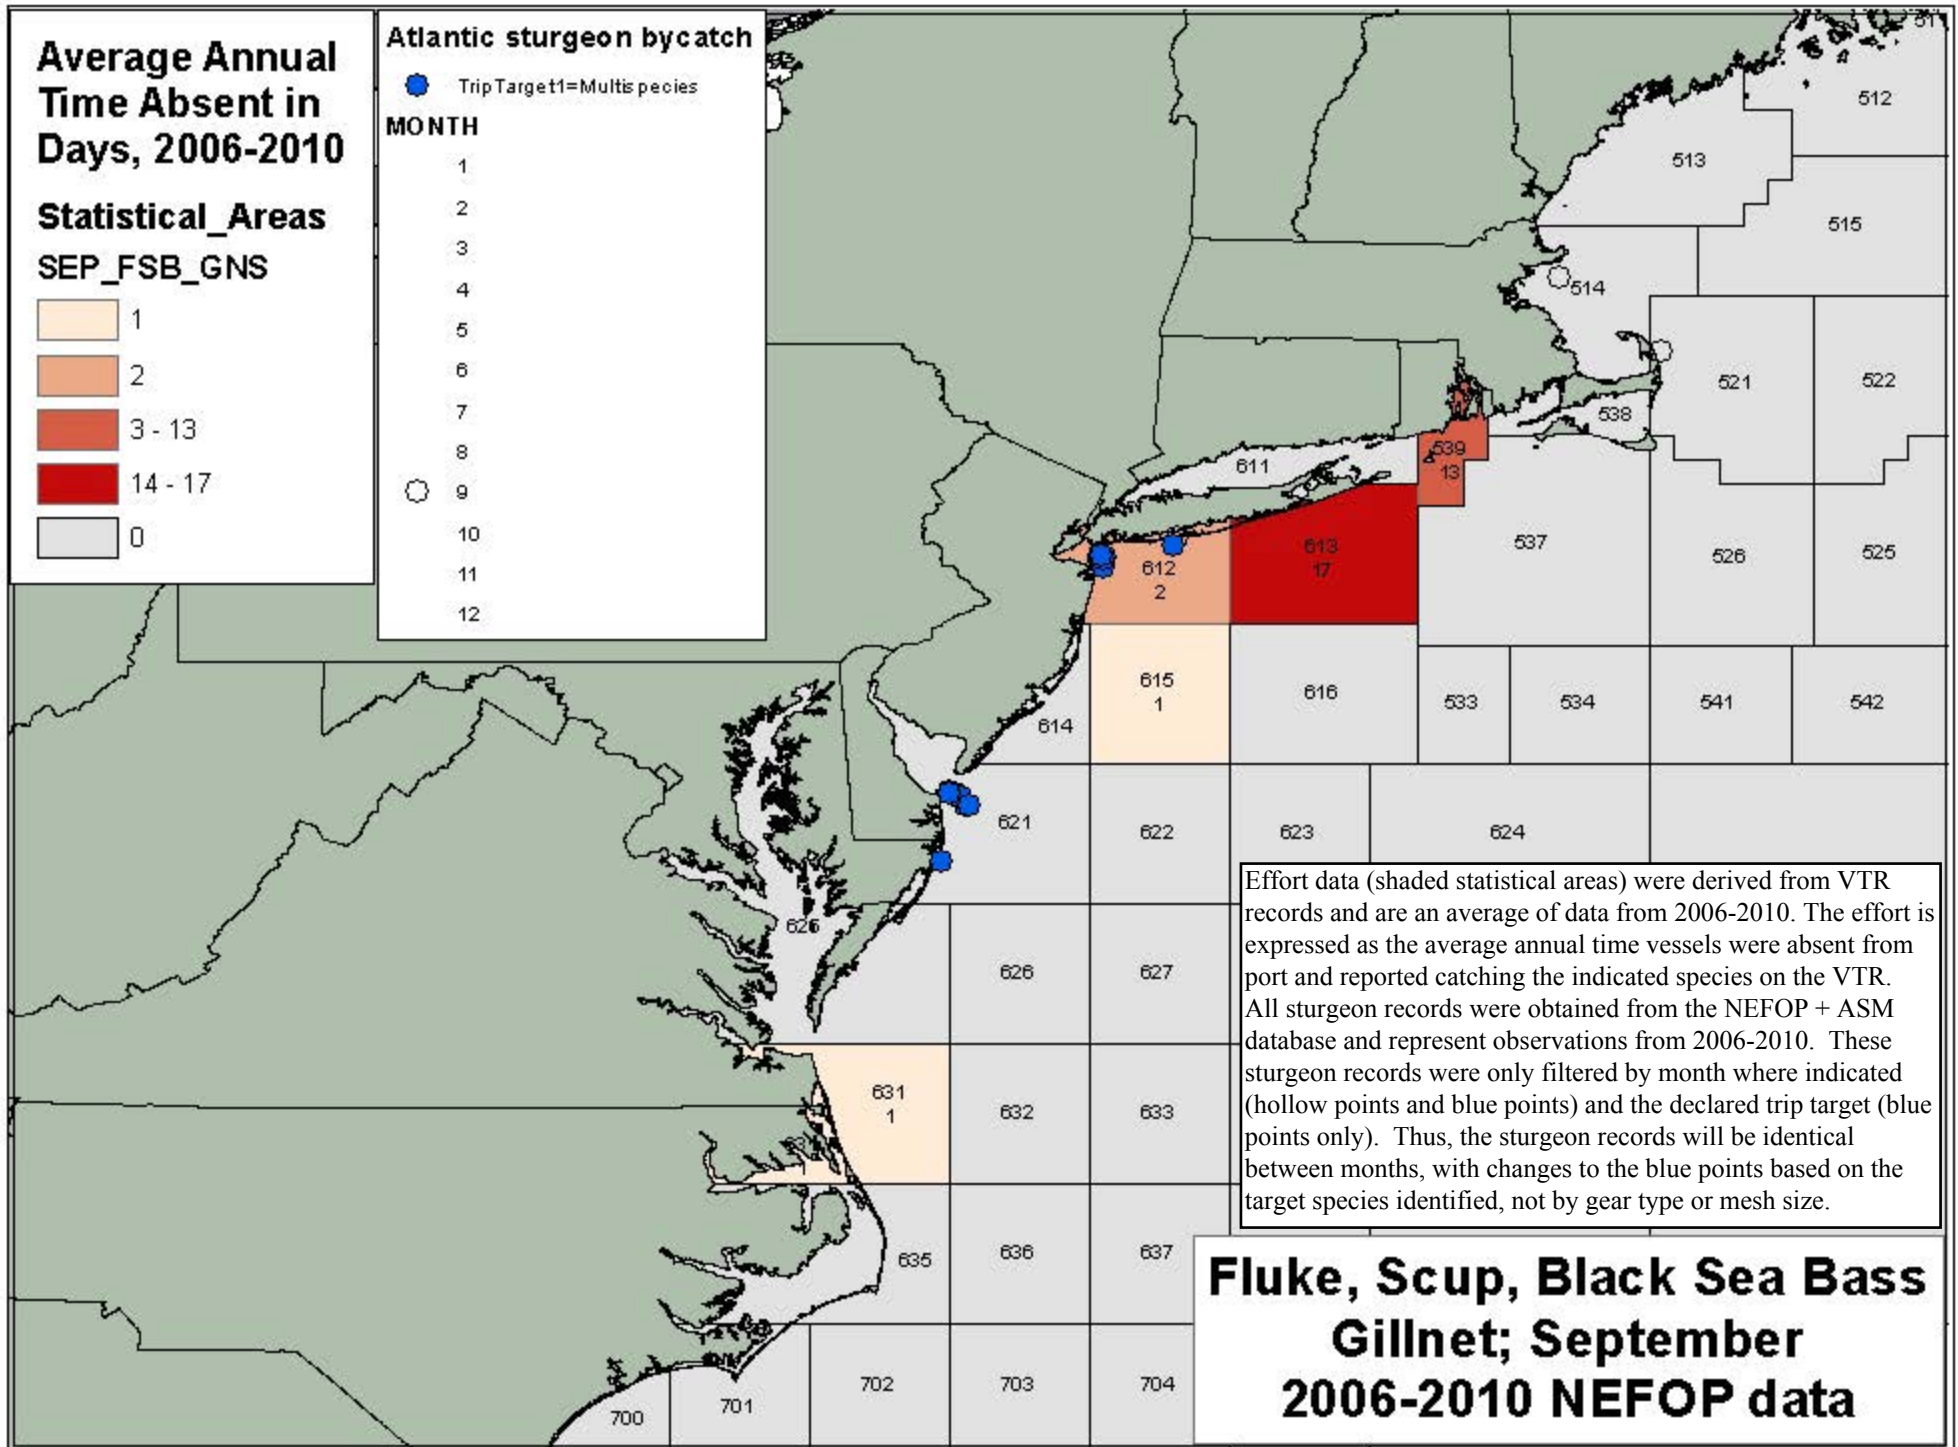 Average Annual
Time Absent in
Days, 2006-2010
Statistical_Areas
SEP_FSB_GNS
1
2
3 - 13
14 - 17
0
Atlantic sturgeon bycatch
TripTarget1=Multispecies
MONTH
1
2
3
4
5
6
7
8
9
10
11
12
511
512
513
515
514
521
522
538
539
13
611
613
17
612
2
537
526
525
615
1
616
614
533
534
541
542
621
622
623
624
625
626
627
631
1
632
633
635
636
637
700
701
702
703
704
Effort data (shaded statistical areas) were derived from VTR
records and are an average of data from 2006-2010. The effort is
expressed as the average annual time vessels were absent from
port and reported catching the indicated species on the VTR.
All sturgeon records were obtained from the NEFOP + ASM
database and represent observations from 2006-2010.  These
sturgeon records were only filtered by month where indicated
(hollow points and blue points) and the declared trip target (blue
points only).  Thus, the sturgeon records will be identical
between months, with changes to the blue points based on the
target species identified, not by gear type or mesh size.
Fluke, Scup, Black Sea Bass
Gillnet; September
2006-2010 NEFOP data